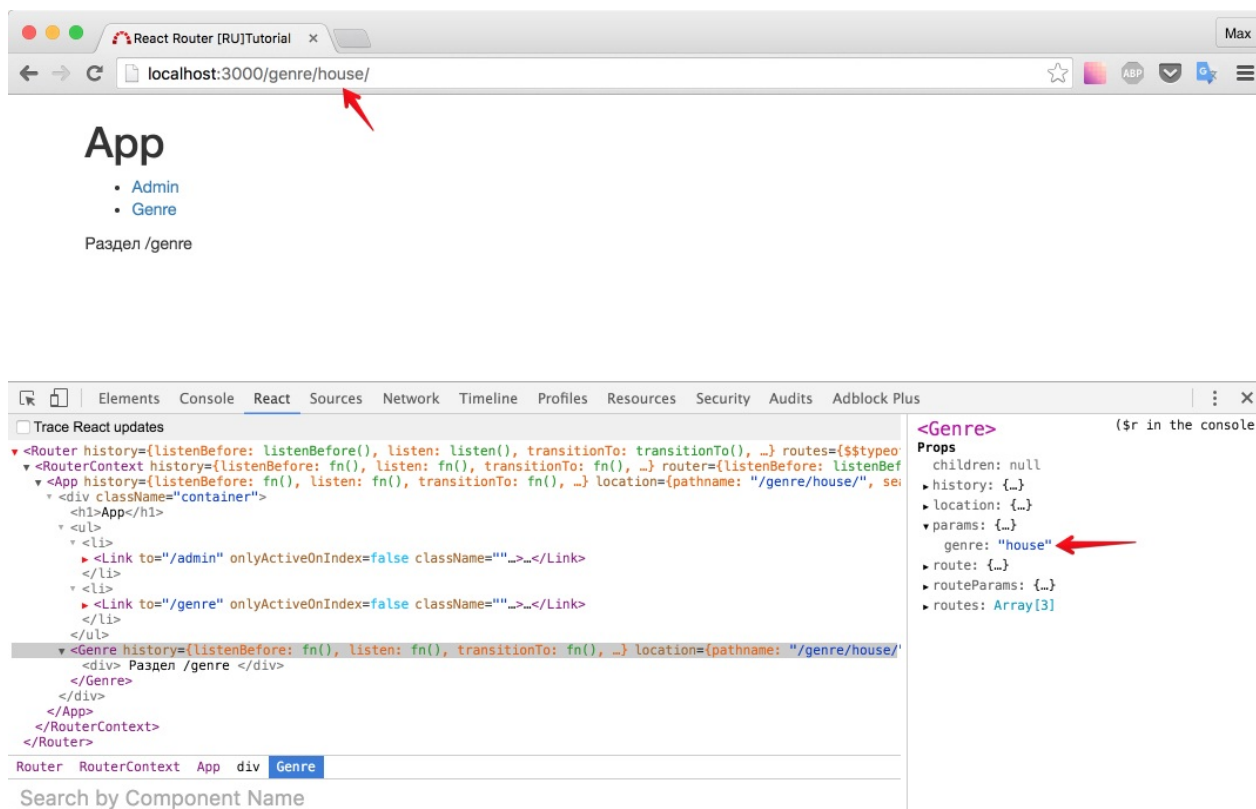 React Router [RU]Tutorial ×
Max
localhost:3000/genre/house/
ABP
App
• Admin
• Genre
Раздел /genre
Elements Console React Sources Network Timeline Profiles Resources Security Audits Adblock Plus
Trace React updates
<Router history={listenBefore: listenBefore(), listen: listen(), transitionTo: transitionTo(), …} routes={$$typeo
<RouterContext history={listenBefore: fn(), listen: fn(), transitionTo: fn(), …} router={listenBefore: listenBef
<App history={listenBefore: fn(), listen: fn(), transitionTo: fn(), …} location={pathname: "/genre/house/", sea
<div className="container">
<h1>App</h1>
<ul>
<li>
<Link to="/admin" onlyActiveOnIndex=false className=""…>…</Link>
</li>
<li>
<Link to="/genre" onlyActiveOnIndex=false className=""…>…</Link>
</li>
</ul>
<Genre history={listenBefore: fn(), listen: fn(), transitionTo: fn(), …} location={pathname: "/genre/house/"
<div> Раздел /genre </div>
</Genre>
</div>
</App>
</RouterContext>
</Router>
Router RouterContext App div Genre
Search by Component Name
<Genre> ($r in the console
Props
children: null
history: {…}
location: {…}
params: {…}
genre: "house"
route: {…}
routeParams: {…}
routes: Array[3]